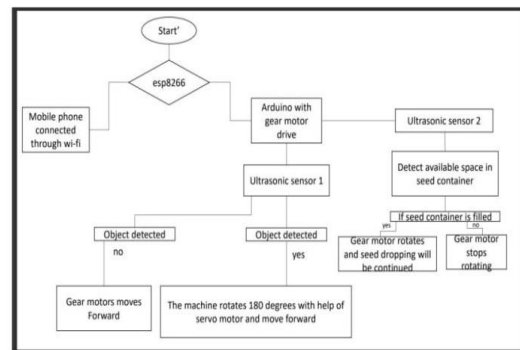 Start'
esp8266
Mobile phone
connected
through wi-fi
Arduino with
gear motor
drive
Ultrasonic sensor 2
Ultrasonic sensor 1
Detect available space in
seed container
If seed container is filled
yes
no
Object detected
no
Object detected
yes
Gear motor rotates
and seed dropping will
be continued
Gear motor
stops
rotating
Gear motors moves
Forward
The machine rotates 180 degrees with help of
servo motor and move forward